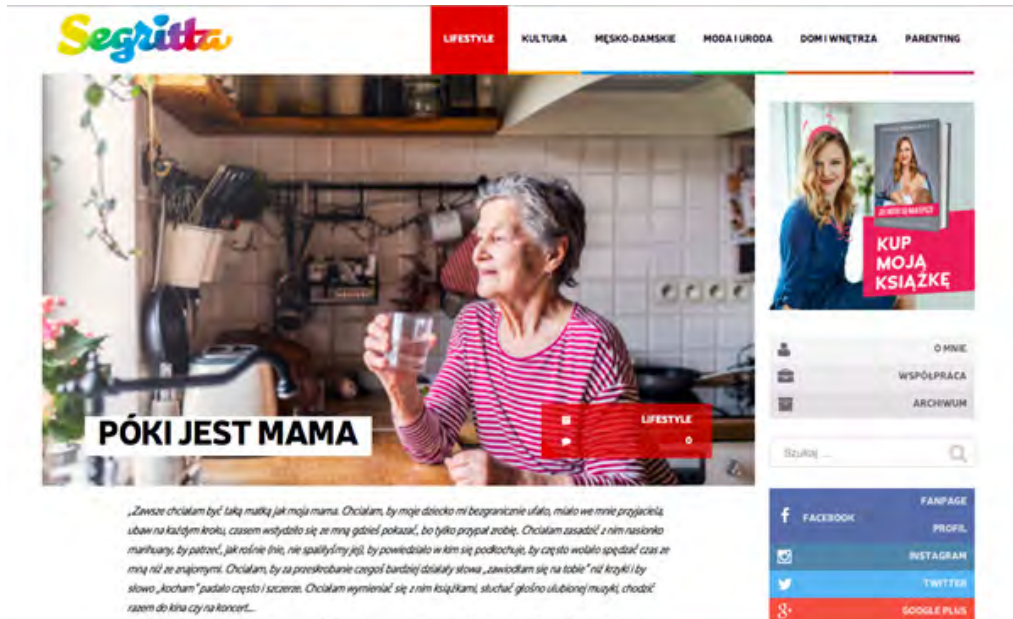 Segritta
LIFESTYLE
KULTURA
MĘSKO-DAMSKIE
MODA I URODA
DOM I WNĘTRZA
PARENTING
KUP
MOJĄ
KSIĄŻKĘ
O MNIE
WSPÓŁPRACA
ARCHIWUM
PÓKI JEST MAMA
LIFESTYLE
0
Szukaj ...
FACEBOOK
FANPAGE
PROFIL
INSTAGRAM
TWITTER
GOOGLE PLUS
„Zawsze chciałam być taką matką jak moja mama. Chciałam, by moje dziecko mi bezgranicznie ufało, miało we mnie przyjaciela,
ubaw na każdym kroku, czasem wstydziło się ze mną gdzieś pokazać, bo tylko przypał zrobię. Chciałam zasadzić z nim nasionko
marihuany, by patrzeć, jak rośnie (nie, nie spaliłyśmy jej), by powiedziało w kim się podkochuje, by często wolało spędzać czas ze
mną niż ze znajomymi. Chciałam, by za przeskrobanie czegoś bardziej działały słowa „zawiodłam się na tobie" niż krzyki i by
słowo „kocham" padało często i szczerze. Chciałam wymieniać się z nim książkami, słuchać głośno ulubionej muzyki, chodzić
razem do kina czy na koncert...